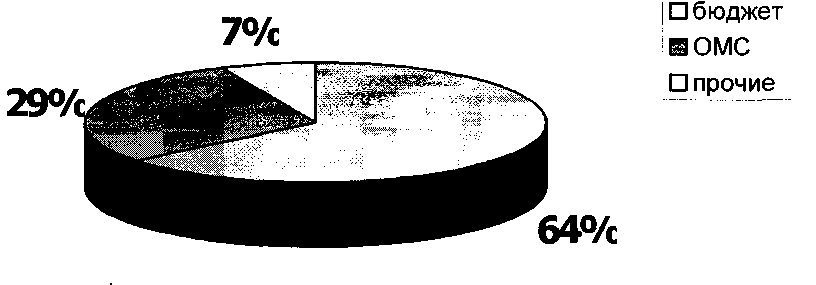 7%
29%
64%
бюджет
ОМС
прочие